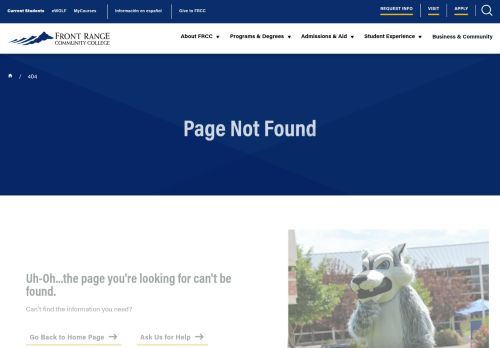 Current Students eWOLF MyCourses Información en español Give to FRCC REQUEST INFO VISIT APPLY
FRONT RANGE
COMMUNITY COLLEGE
About FRCC Programs & Degrees Admissions & Aid Student Experience Business & Community
/ 404
Page Not Found
Uh-Oh...the page you're looking for can't be
found.
Can't find the information you need?
Go Back to Home Page Ask Us for Help